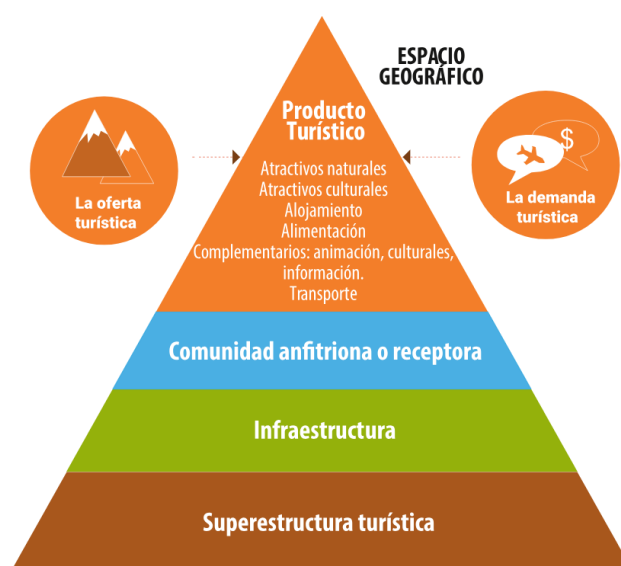 ESPACIO
GEOGRÁFICO
Producto
Turístico
Atractivos naturales
Atractivos culturales
Alojamiento
Alimentación
Complementarios: animación, culturales,
información.
Transporte
La oferta
turística
$
La demanda
turística
Comunidad anfitriona o receptora
Infraestructura
Superestructura turística